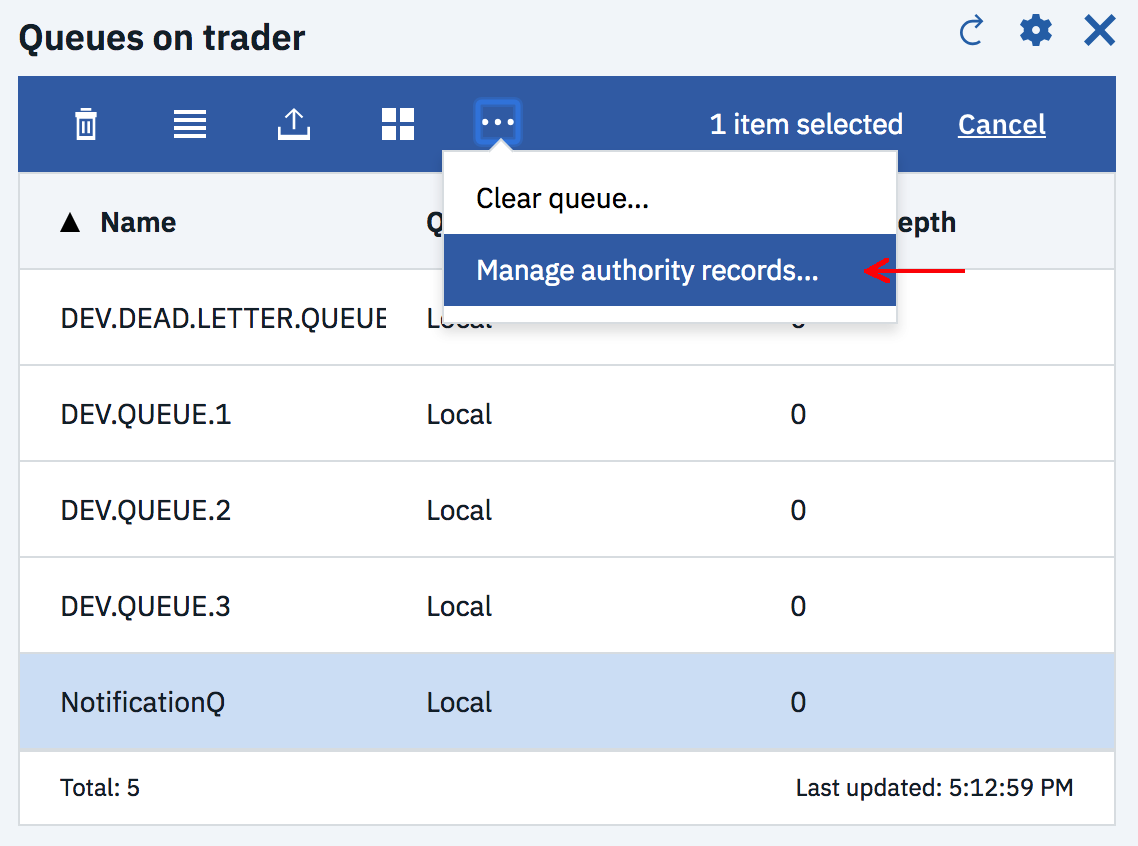 Queues on trader
1 item selected Cancel
Clear queue...
Manage authority records...
Name
DEV.DEAD.LETTER.QUEUE Local 0
DEV.QUEUE.1 Local 0
DEV.QUEUE.2 Local 0
DEV.QUEUE.3 Local 0
NotificationQ Local 0
Total: 5 Last updated: 5:12:59 PM